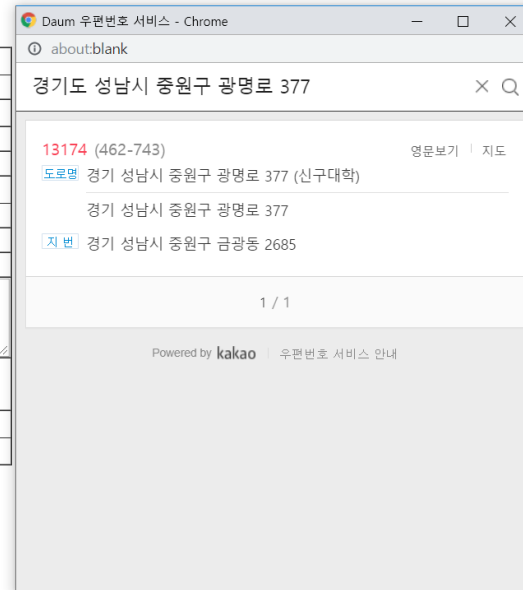 Daum 우편번호 서비스 - Chrome
about:blank
경기도 성남시 중원구 광명로 377
13174 (462-743) 영문보기 지도
도로명 경기 성남시 중원구 광명로 377 (신구대학)
경기 성남시 중원구 광명로 377
지 번 경기 성남시 중원구 금광동 2685
1 / 1
Powered by kakao 우편번호 서비스 안내